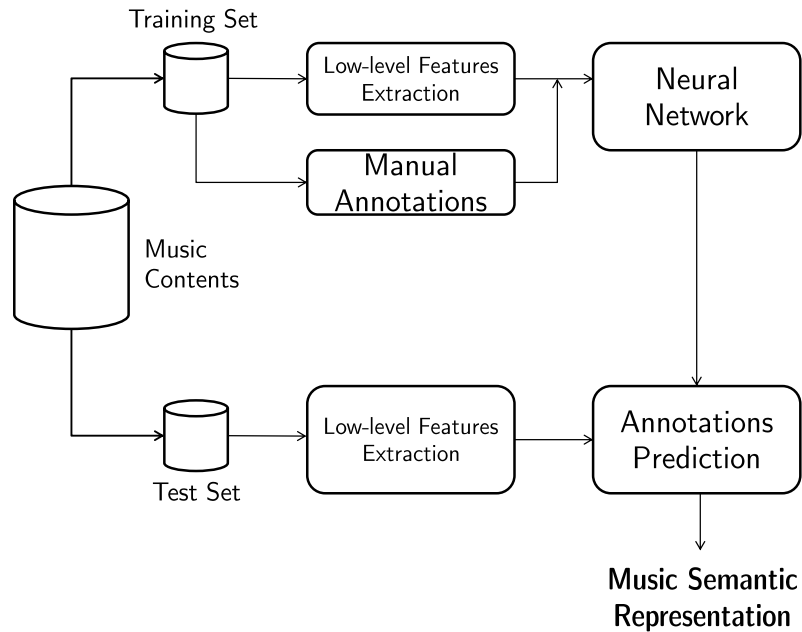 Training Set
Low-level Features
Extraction
Neural
Network
Manual
Annotations
Music
Contents
Low-level Features
Extraction
Annotations
Prediction
Test Set
Music Semantic
Representation